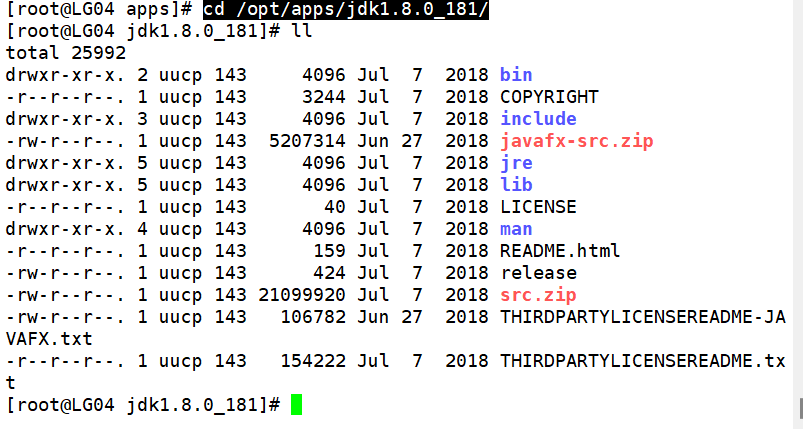 [root@LG04 apps]# cd /opt/apps/jdk1.8.0_181/
[root@LG04 jdk1.8.0_181]# ll
total 25992
drwxr-xr-x. 2 uucp 143     4096 Jul  7  2018 bin
-r--r--r--. 1 uucp 143     3244 Jul  7  2018 COPYRIGHT
drwxr-xr-x. 3 uucp 143     4096 Jul  7  2018 include
-rw-r--r--. 1 uucp 143  5207314 Jun 27  2018 javafx-src.zip
drwxr-xr-x. 5 uucp 143     4096 Jul  7  2018 jre
drwxr-xr-x. 5 uucp 143     4096 Jul  7  2018 lib
-r--r--r--. 1 uucp 143       40 Jul  7  2018 LICENSE
drwxr-xr-x. 4 uucp 143     4096 Jul  7  2018 man
-r--r--r--. 1 uucp 143      159 Jul  7  2018 README.html
-rw-r--r--. 1 uucp 143      424 Jul  7  2018 release
-rw-r--r--. 1 uucp 143 21099920 Jul  7  2018 src.zip
-rw-r--r--. 1 uucp 143   106782 Jun 27  2018 THIRDPARTYLICENSEREADME-JA
VAFX.txt
-r--r--r--. 1 uucp 143   154222 Jul  7  2018 THIRDPARTYLICENSEREADME.tx
t
[root@LG04 jdk1.8.0_181]#